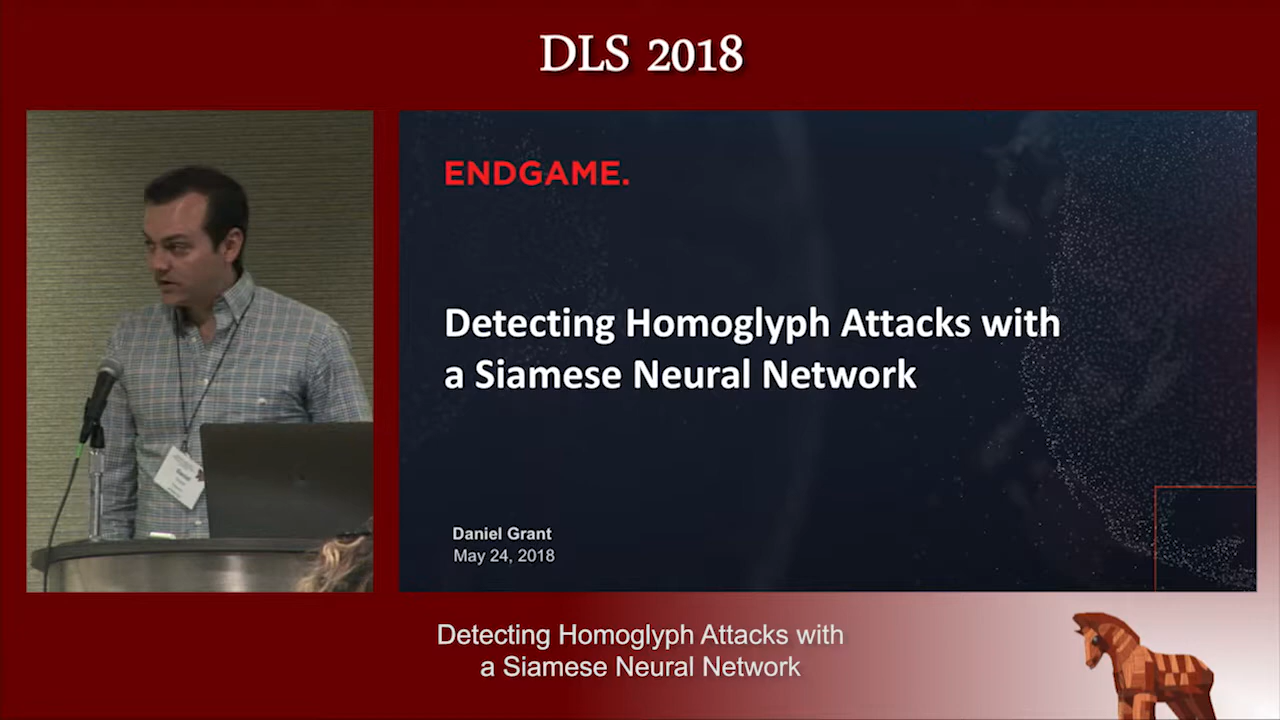 DLS 2018
ENDGAME.
Detecting Homoglyph Attacks with
a Siamese Neural Network
Daniel Grant
May 24, 2018
Detecting Homoglyph Attacks with
a Siamese Neural Network